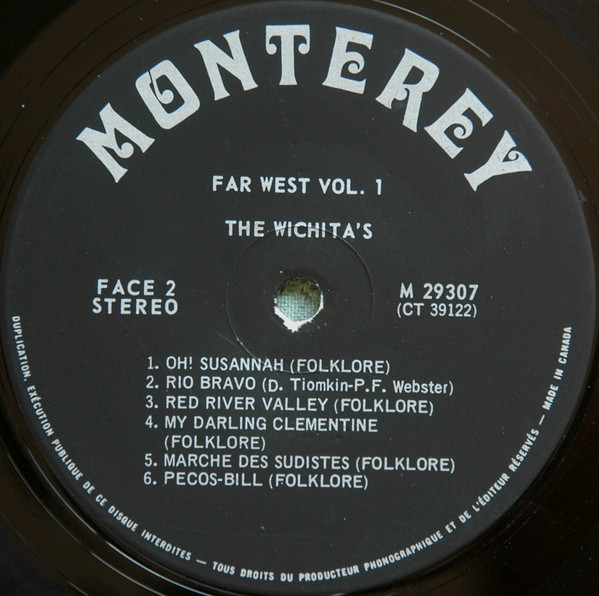 MONTEREY
FAR WEST VOL. 1
THE WICHITA'S
FACE 2
STEREO
M 29307
(CT 39122)
1. OH! SUSANNAH (FOLKLORE)
2. RIO BRAVO (D. Tiomkin-P.F. Webster)
3. RED RIVER VALLEY (FOLKLORE)
4. MY DARLING CLEMENTINE
(FOLKLORE)
5. MARCHE DES SUDISTES (FOLKLORE)
6. PECOS-BILL (FOLKLORE)
DUPLICATION, EXÉCUTION PUBLIQUE DE CE DISQUE INTERDITES — TOUS DROITS DU PRODUCTEUR PHONOGRAPHIQUE ET DE L'ÉDITEUR RÉSERVÉS — MADE IN CANADA